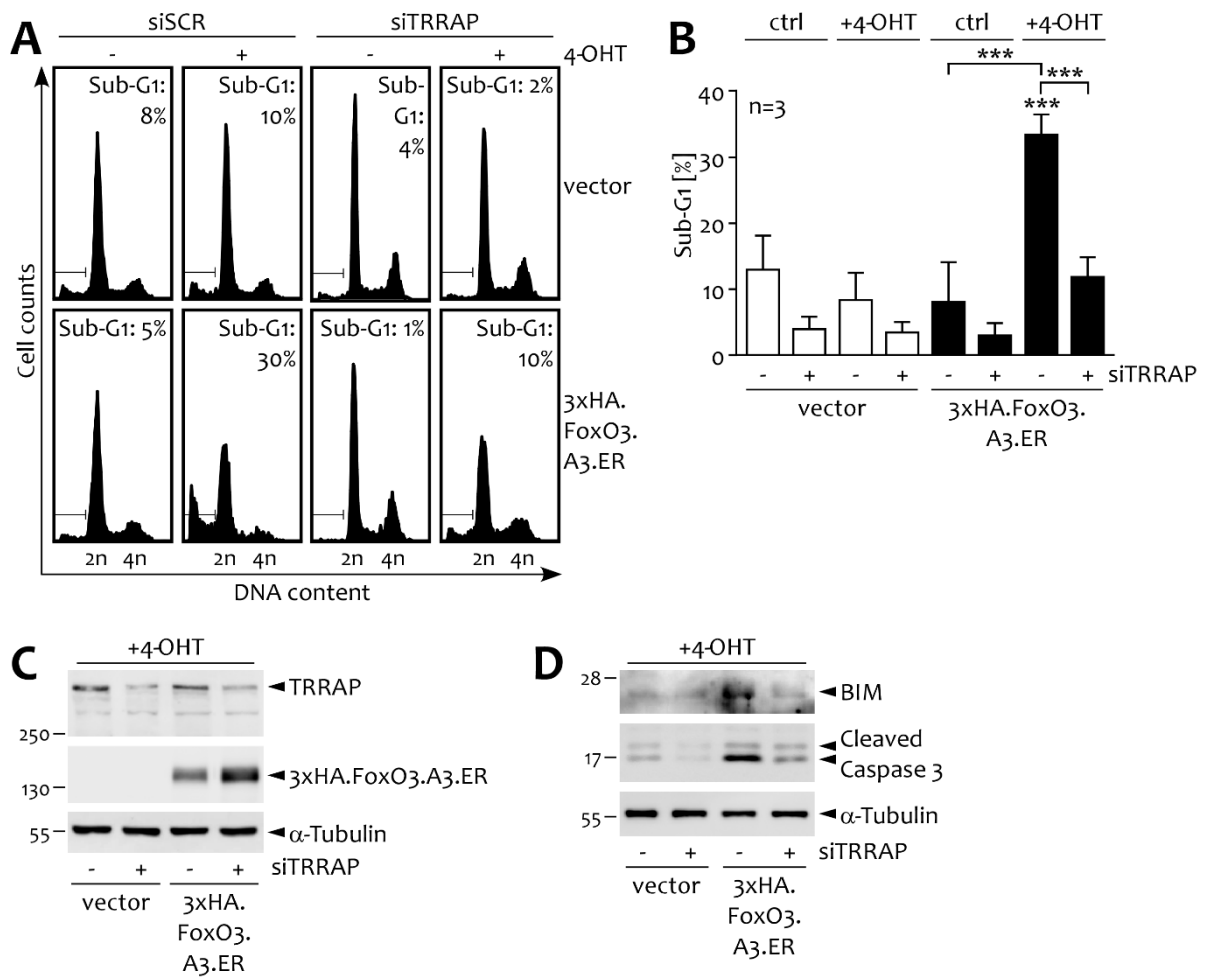 A
siSCR
siTRRAP
- + - + 4-OHT
Sub-G1:
8%
Sub-G1:
10%
Sub-
G1:
4%
Sub-G1: 2%
vector
Sub-G1: 5%
Sub-G1:
30%
Sub-G1: 1%
Sub-G1:
10%
3xHA.
FoxO3.
A3.ER
Cell counts
2n 4n 2n 4n 2n 4n 2n 4n
DNA content
B
ctrl +4-OHT ctrl +4-OHT
***
***
***
n=3
40
30
20
10
0
Sub-G1 [%]
- + - + - + - + siTRRAP
vector
3xHA.FoxO3.
A3.ER
C
+4-OHT
TRRAP
250
3xHA.FoxO3.A3.ER
130
55
α-Tubulin
- + - + siTRRAP
vector
3xHA.
FoxO3.
A3.ER
D
+4-OHT
28
BIM
Cleaved
Caspase 3
17
55
α-Tubulin
- + - + siTRRAP
vector
3xHA.
FoxO3.
A3.ER